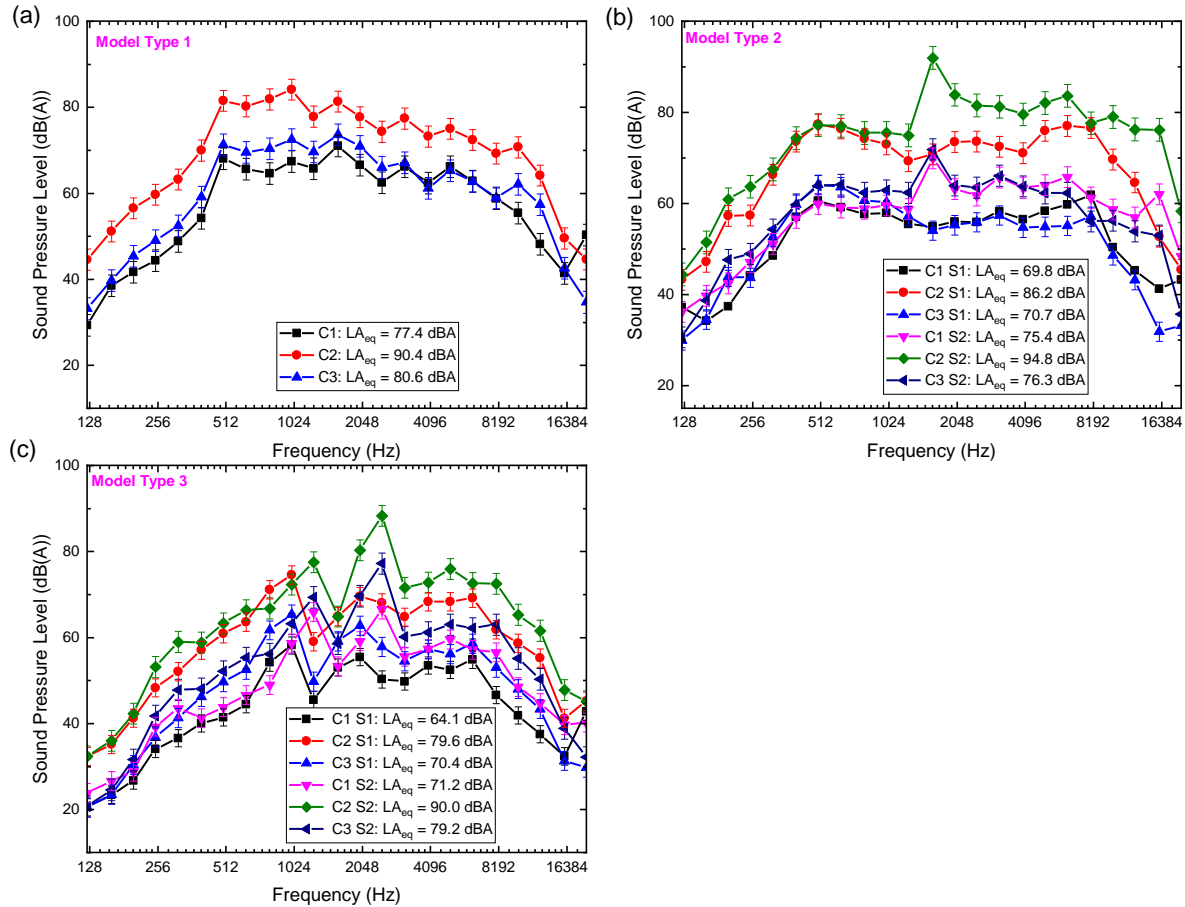 (a)
Model Type 1
Sound Pressure Level (dB(A))
100
80
60
40
20
C1: LAeq = 77.4 dBA
C2: LAeq = 90.4 dBA
C3: LAeq = 80.6 dBA
128 256 512 1024 2048 4096 8192 16384
Frequency (Hz)
(b)
Model Type 2
Sound Pressure Level (dB(A))
100
80
60
40
20
C1 S1: LAeq = 69.8 dBA
C2 S1: LAeq = 86.2 dBA
C3 S1: LAeq = 70.7 dBA
C1 S2: LAeq = 75.4 dBA
C2 S2: LAeq = 94.8 dBA
C3 S2: LAeq = 76.3 dBA
128 256 512 1024 2048 4096 8192 16384
Frequency (Hz)
(c)
Model Type 3
Sound Pressure Level (dB(A))
100
80
60
40
20
C1 S1: LAeq = 64.1 dBA
C2 S1: LAeq = 79.6 dBA
C3 S1: LAeq = 70.4 dBA
C1 S2: LAeq = 71.2 dBA
C2 S2: LAeq = 90.0 dBA
C3 S2: LAeq = 79.2 dBA
128 256 512 1024 2048 4096 8192 16384
Frequency (Hz)